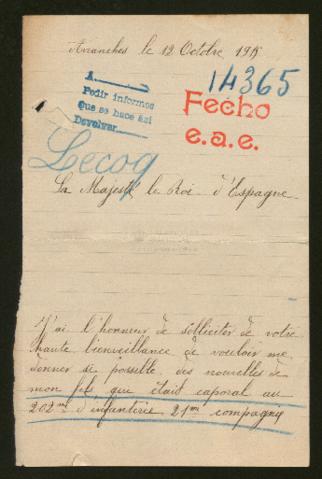 Avranches le 12 Octobre 1915
14365
A
Pedir informes
Que se hace así
Devolver
Fecho
e.a.e.
Lecoq
Sa Majesté le Roi d'Espagne
J'ai l'honneur de solliciter de votre
haute bienveillance de vouloir me
donner si possible des nouvelles de
mon fils que était caporal au
202me d'infanterie 21me compagny